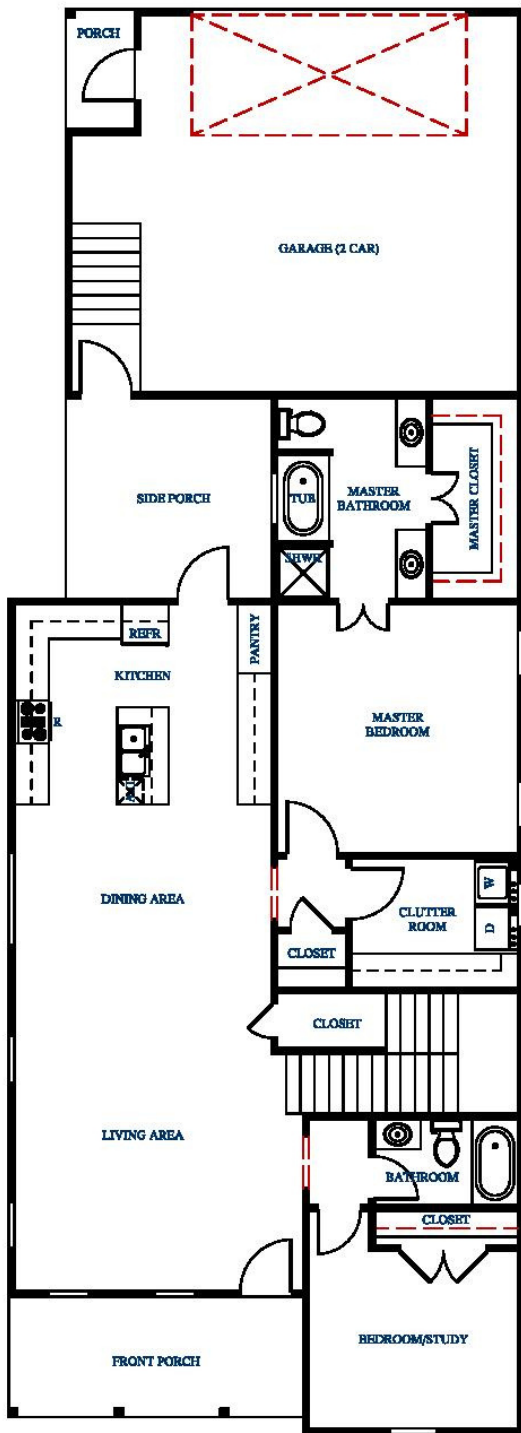 PORCH
GARAGE (2 CAR)
SIDE PORCH
TUB
MASTER
BATHROOM
MASTER CLOSET
SHWR
REFR
PANTRY
KITCHEN
R
MASTER
BEDROOM
DINING AREA
CLUTTER
ROOM
W
D
CLOSET
CLOSET
LIVING AREA
BATHROOM
CLOSET
BEDROOM/STUDY
FRONT PORCH